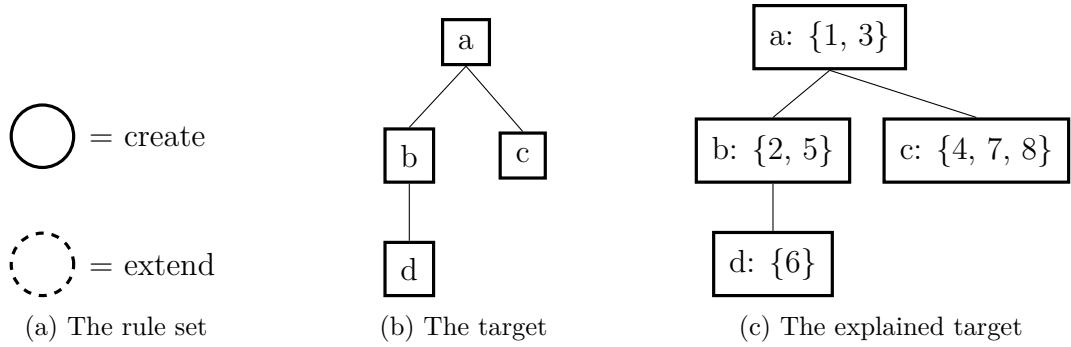 = create
= extend
(a) The rule set
a
b
c
d
(b) The target
a: {1, 3}
b: {2, 5}
c: {4, 7, 8}
d: {6}
(c) The explained target